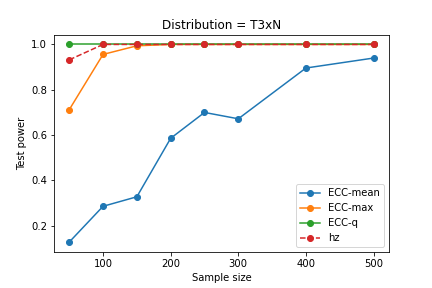 Distribution = T3xN
1.0
0.8
0.6
0.4
0.2
Test power
ECC-mean
ECC-max
ECC-q
hz
100
200
300
400
500
Sample size